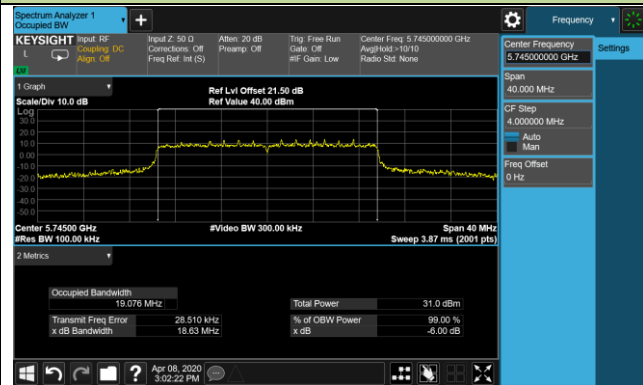 Spectrum Analyzer 1
Occupied BW
Frequency
KEYSIGHT Input: RF Input Z: 50 Ω Atten: 20 dB Trig: Free Run Center Freq: 5.745000000 GHz
L Coupling: DC Corrections: Off Preamp: Off Gate: Off Avg|Hold:>10/10
Align: Off Freq Ref: Int (S) #IF Gain: Low Radio Std: None
LXI
Center Frequency
5.745000000 GHz
Settings
Span
40.000 MHz
CF Step
4.000000 MHz
Auto
Man
Freq Offset
0 Hz
1 Graph
Ref Lvl Offset 21.50 dB
Scale/Div 10.0 dB Ref Value 40.00 dBm
Log
30.0
20.0
10.0
0.00
-10.0
-20.0
-30.0
-40.0
-50.0
Center 5.74500 GHz #Video BW 300.00 kHz Span 40 MHz
#Res BW 100.00 kHz Sweep 3.87 ms (2001 pts)
2 Metrics
Occupied Bandwidth
19.076 MHz Total Power 31.0 dBm
Transmit Freq Error 28.510 kHz % of OBW Power 99.00 %
x dB Bandwidth 18.63 MHz x dB -6.00 dB
Apr 08, 2020
3:02:22 PM